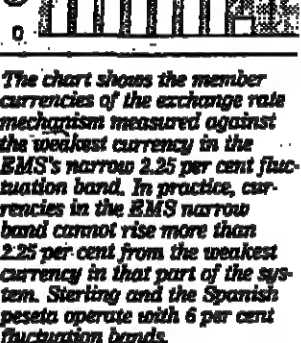 0
The chart shows the member
currencies of the exchange rate
mechanism measured against
the weakest currency in the
EMS's narrow 2.25 per cent fluc-
tuation band. In practice, cur-
rencies in the EMS narrow
band cannot rise more than
2.25 per cent from the weakest
currency in that part of the sys-
tem. Sterling and the Spanish
peseta operate with 6 per cent
fluctuation bands.